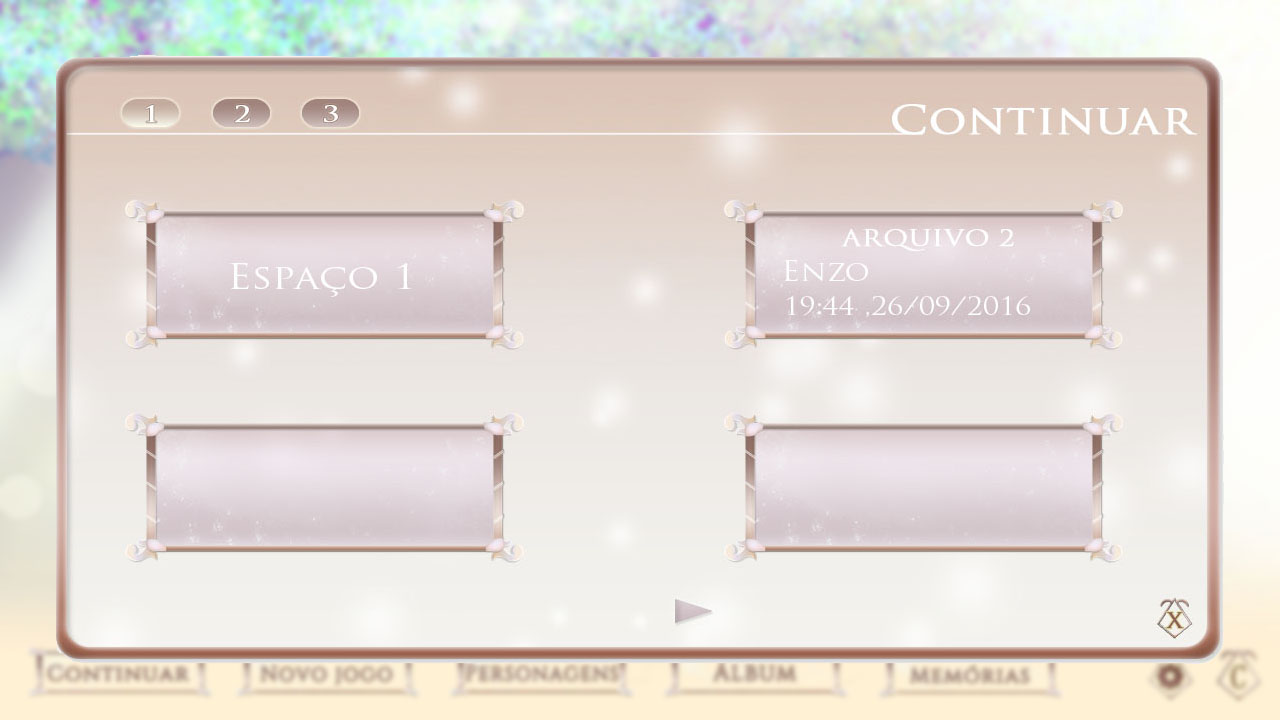 1 2 3
CONTINUAR
ESPAÇO 1
ARQUIVO 2
ENZO
19:44 ,26/09/2016
X
CONTINUAR NOVO JOGO PERSONAGENS ALBUM MEMÓRIAS C